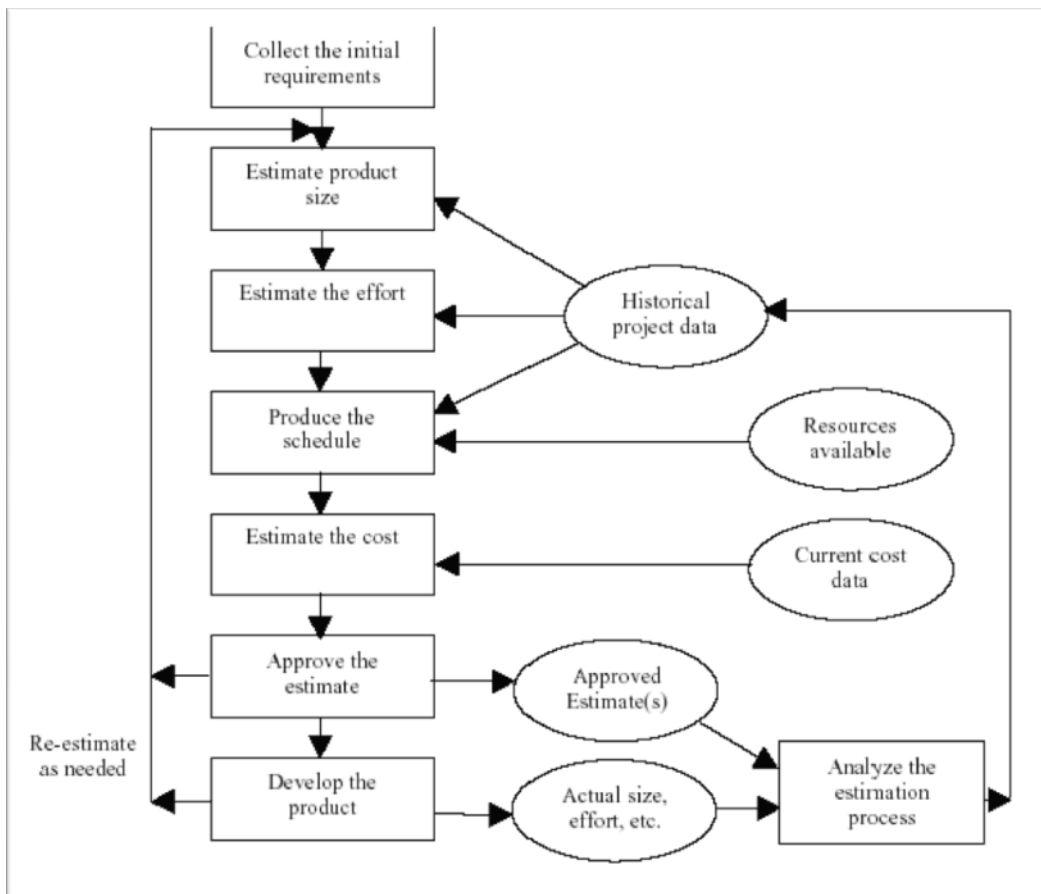 Collect the initial
requirements
Estimate product
size
Estimate the effort
Historical
project data
Produce the
schedule
Resources
available
Estimate the cost
Current cost
data
Approve the
estimate
Approved
Estimate(s)
Re-estimate
as needed
Develop the
product
Actual size,
effort, etc.
Analyze the
estimation
process